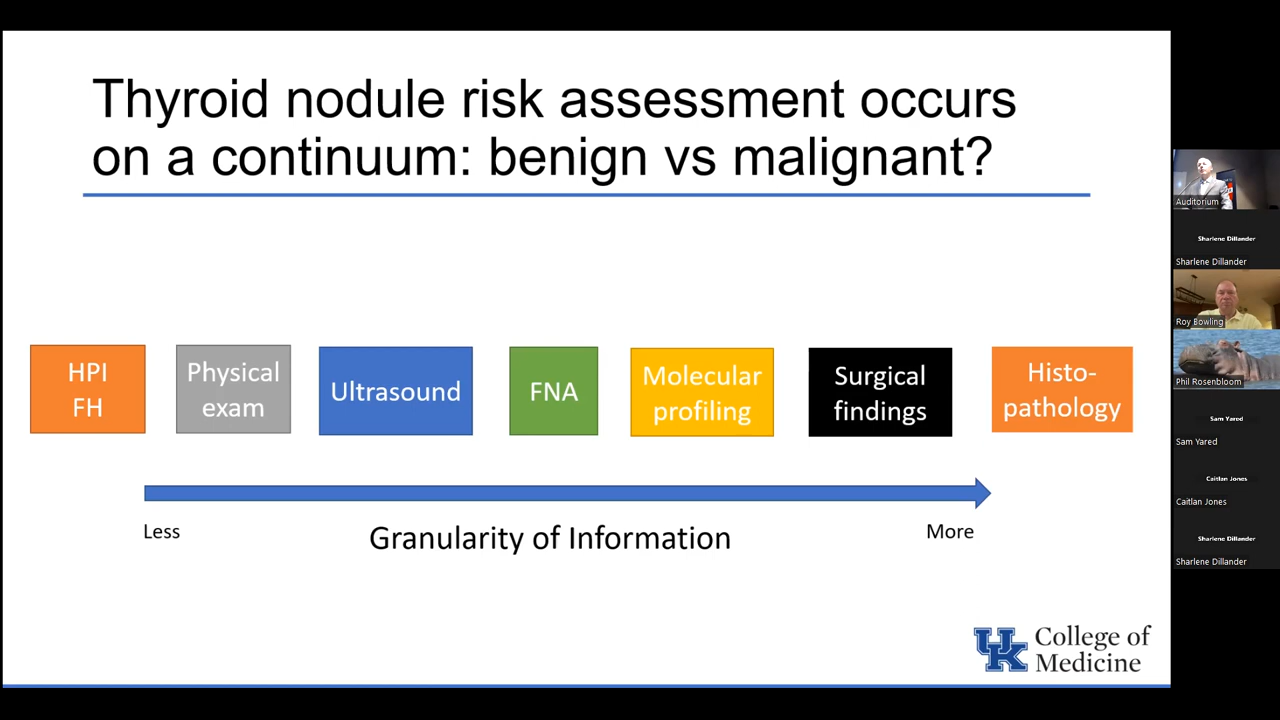 Thyroid nodule risk assessment occurs
on a continuum: benign vs malignant?
HPI
FH
Physical
exam
Ultrasound
FNA
Molecular
profiling
Surgical
findings
Histo-
pathology
Less
Granularity of Information
More
UK
College of
Medicine
Auditorium
Sharlene Dillander
Sharlene Dillander
Roy Bowling
Phil Rosenbloom
Sam Yared
Sam Yared
Caitlan Jones
Caitlan Jones
Sharlene Dillander
Sharlene Dillander